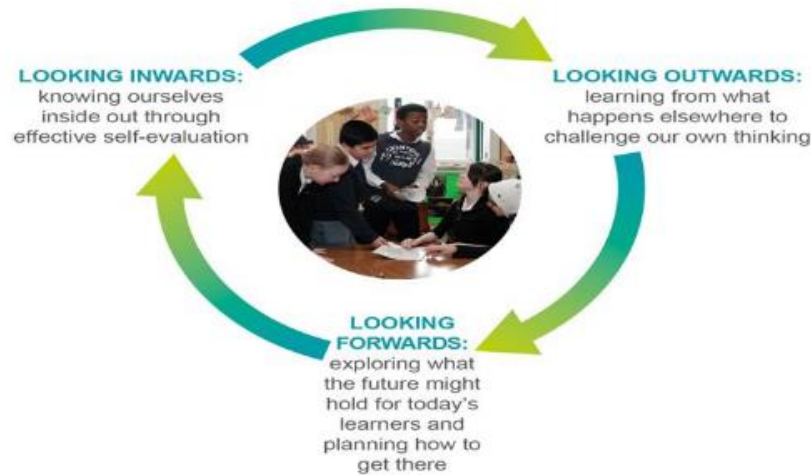 LOOKING INWARDS:
knowing ourselves
inside out through
effective self-evaluation
LOOKING OUTWARDS:
learning from what
happens elsewhere to
challenge our own thinking
LOOKING
FORWARDS:
exploring what
the future might
hold for today's
learners and
planning how to
get there